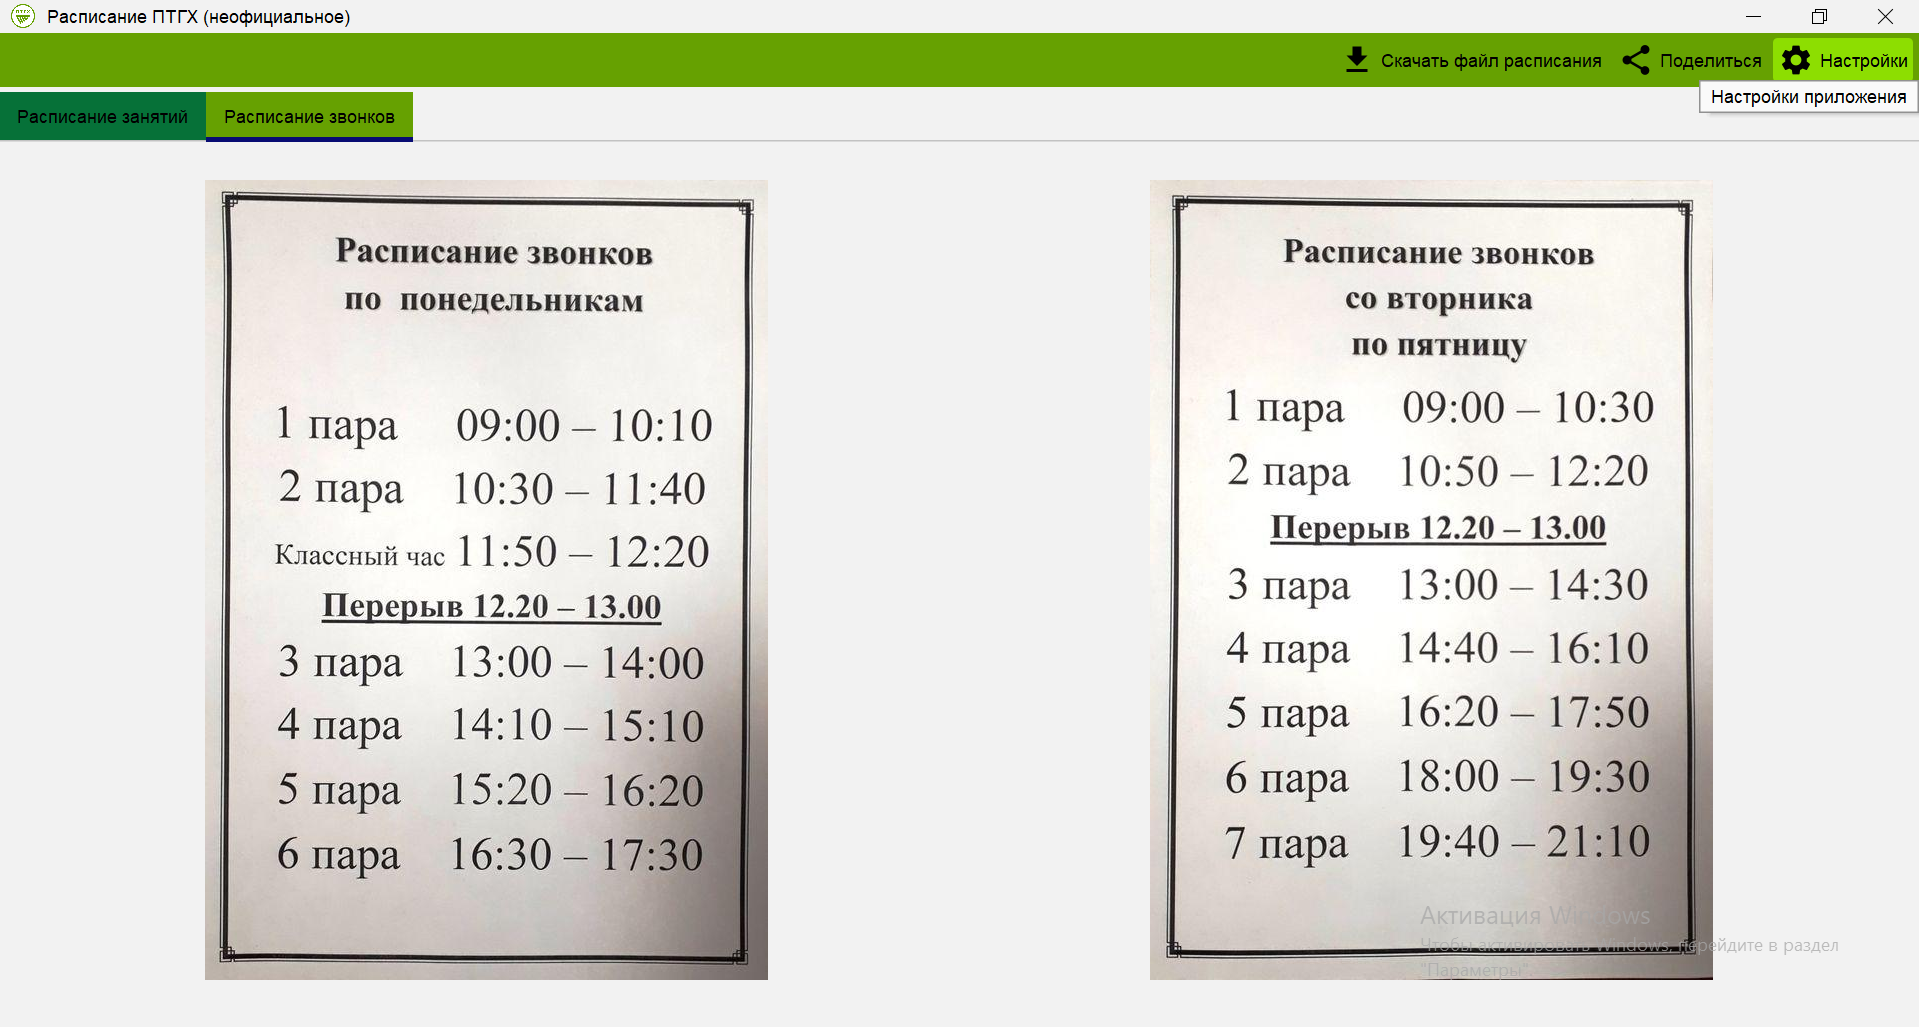 Расписание ПТГХ (неофициальное)
Скачать файл расписания Поделиться Настройки
Настройки приложения
Расписание занятий Расписание звонков
Расписание звонков
по понедельникам
1 пара 09:00 – 10:10
2 пара 10:30 – 11:40
Классный час 11:50 – 12:20
Перерыв 12.20 – 13.00
3 пара 13:00 – 14:00
4 пара 14:10 – 15:10
5 пара 15:20 – 16:20
6 пара 16:30 – 17:30
Расписание звонков
со вторника
по пятницу
1 пара 09:00 – 10:30
2 пара 10:50 – 12:20
Перерыв 12.20 – 13.00
3 пара 13:00 – 14:30
4 пара 14:40 – 16:10
5 пара 16:20 – 17:50
6 пара 18:00 – 19:30
7 пара 19:40 – 21:10
Активация Windows
Чтобы активировать Windows, перейдите в раздел
"Параметры".